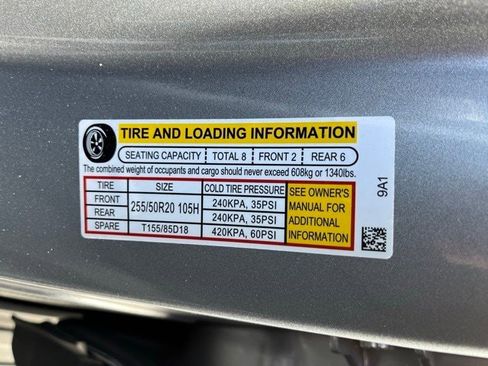 TIRE AND LOADING INFORMATION
SEATING CAPACITY TOTAL 8 FRONT 2 REAR 6
The combined weight of occupants and cargo should never exceed 608kg or 1340lbs.
TIRE SIZE COLD TIRE PRESSURE SEE OWNER'S MANUAL FOR ADDITIONAL INFORMATION
FRONT 255/50R20 105H 240KPA, 35PSI
REAR 240KPA, 35PSI
SPARE T155/85D18 420KPA, 60PSI
9A1